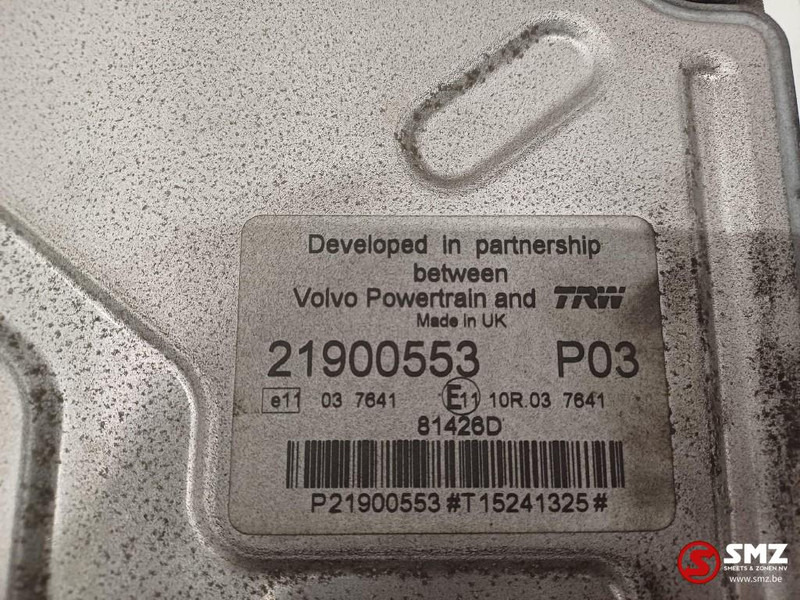 Developed in partnership
between
Volvo Powertrain and TRW
Made in UK
21900553 P03
e11 03 7641 E11 10R.03 7641
81426D
P21900553#T15241325#
SMZ
SMEETS & ZONEN NV
www.smz.be